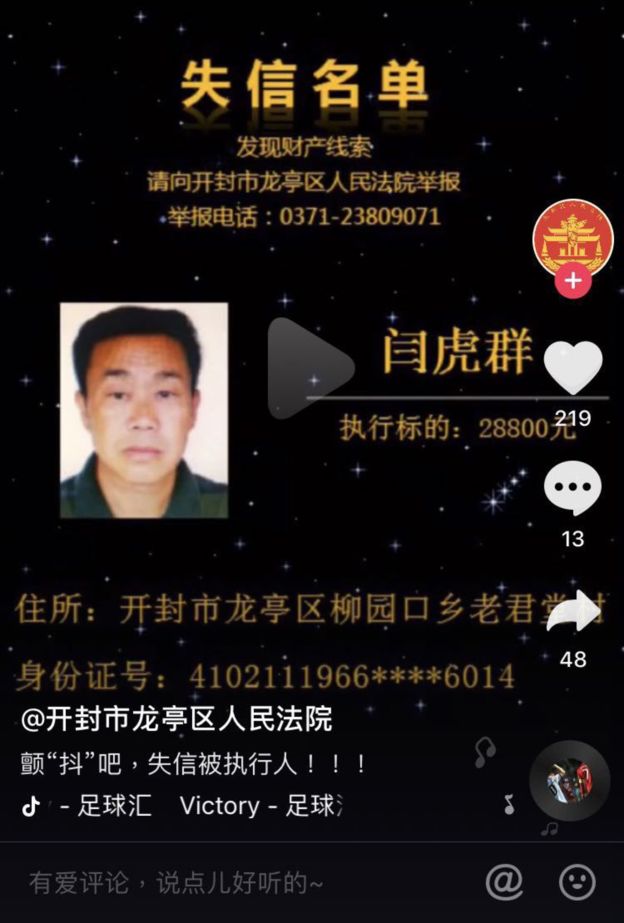 失信名单
发现财产线索
请向开封市龙亭区人民法院举报
举报电话：0371-23809071
闫虎群
执行标的：28800元
219
13
住所：开封市龙亭区柳园口乡老君堂村
48
身份证号：4102111966****6014
@开封市龙亭区人民法院
颤“抖”吧，失信被执行人！！！
- 足球汇 Victory - 足球
有爱评论，说点儿好听的~